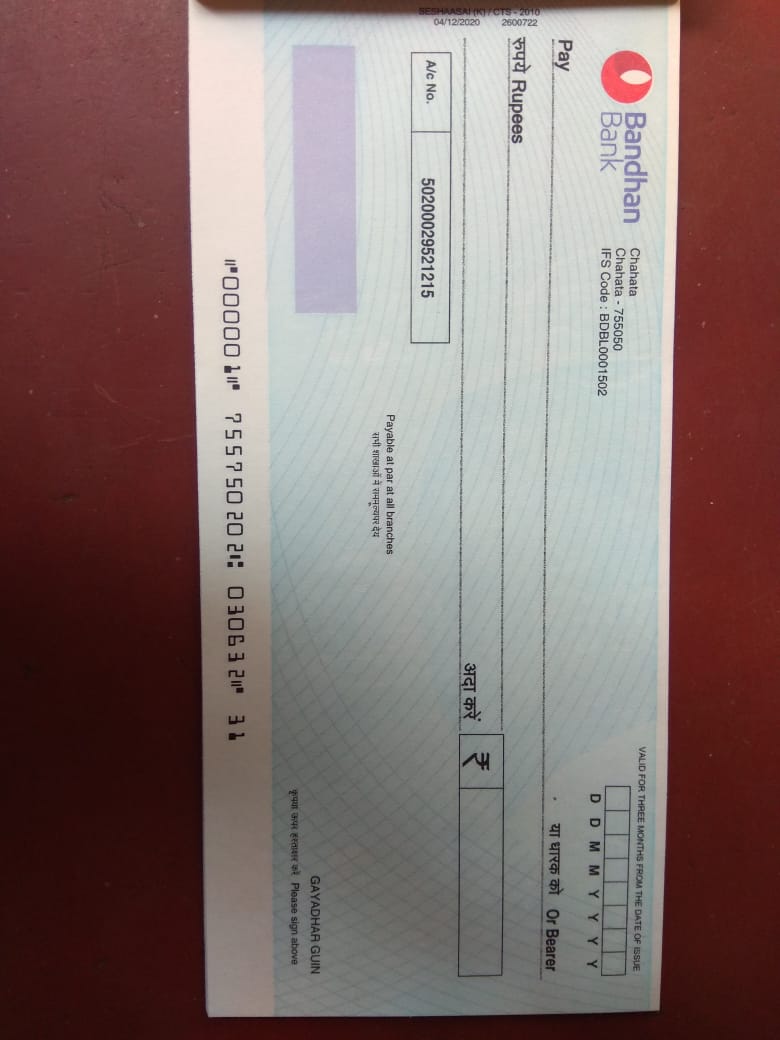 Bandhan
Bank
Chahata
Chahata - 755050
IFS Code : BDBL0001502
VALID FOR THREE MONTHS FROM THE DATE OF ISSUE
D D M M Y Y Y Y
Pay
या धारक को Or Bearer
रुपये Rupees
अदा करें ₹
A/c No. 50200029521215
SESHAASAI (K) / CTS - 2010
04/12/2020 2600722
Payable at par at all branches
सभी शाखाओं में सममूल्यपर देय
GAYADHAR GUIN
कृपया ऊपर हस्ताक्षर करें Please sign above
⑈000001⑈ 755750202⑆ 030632⑈ 31